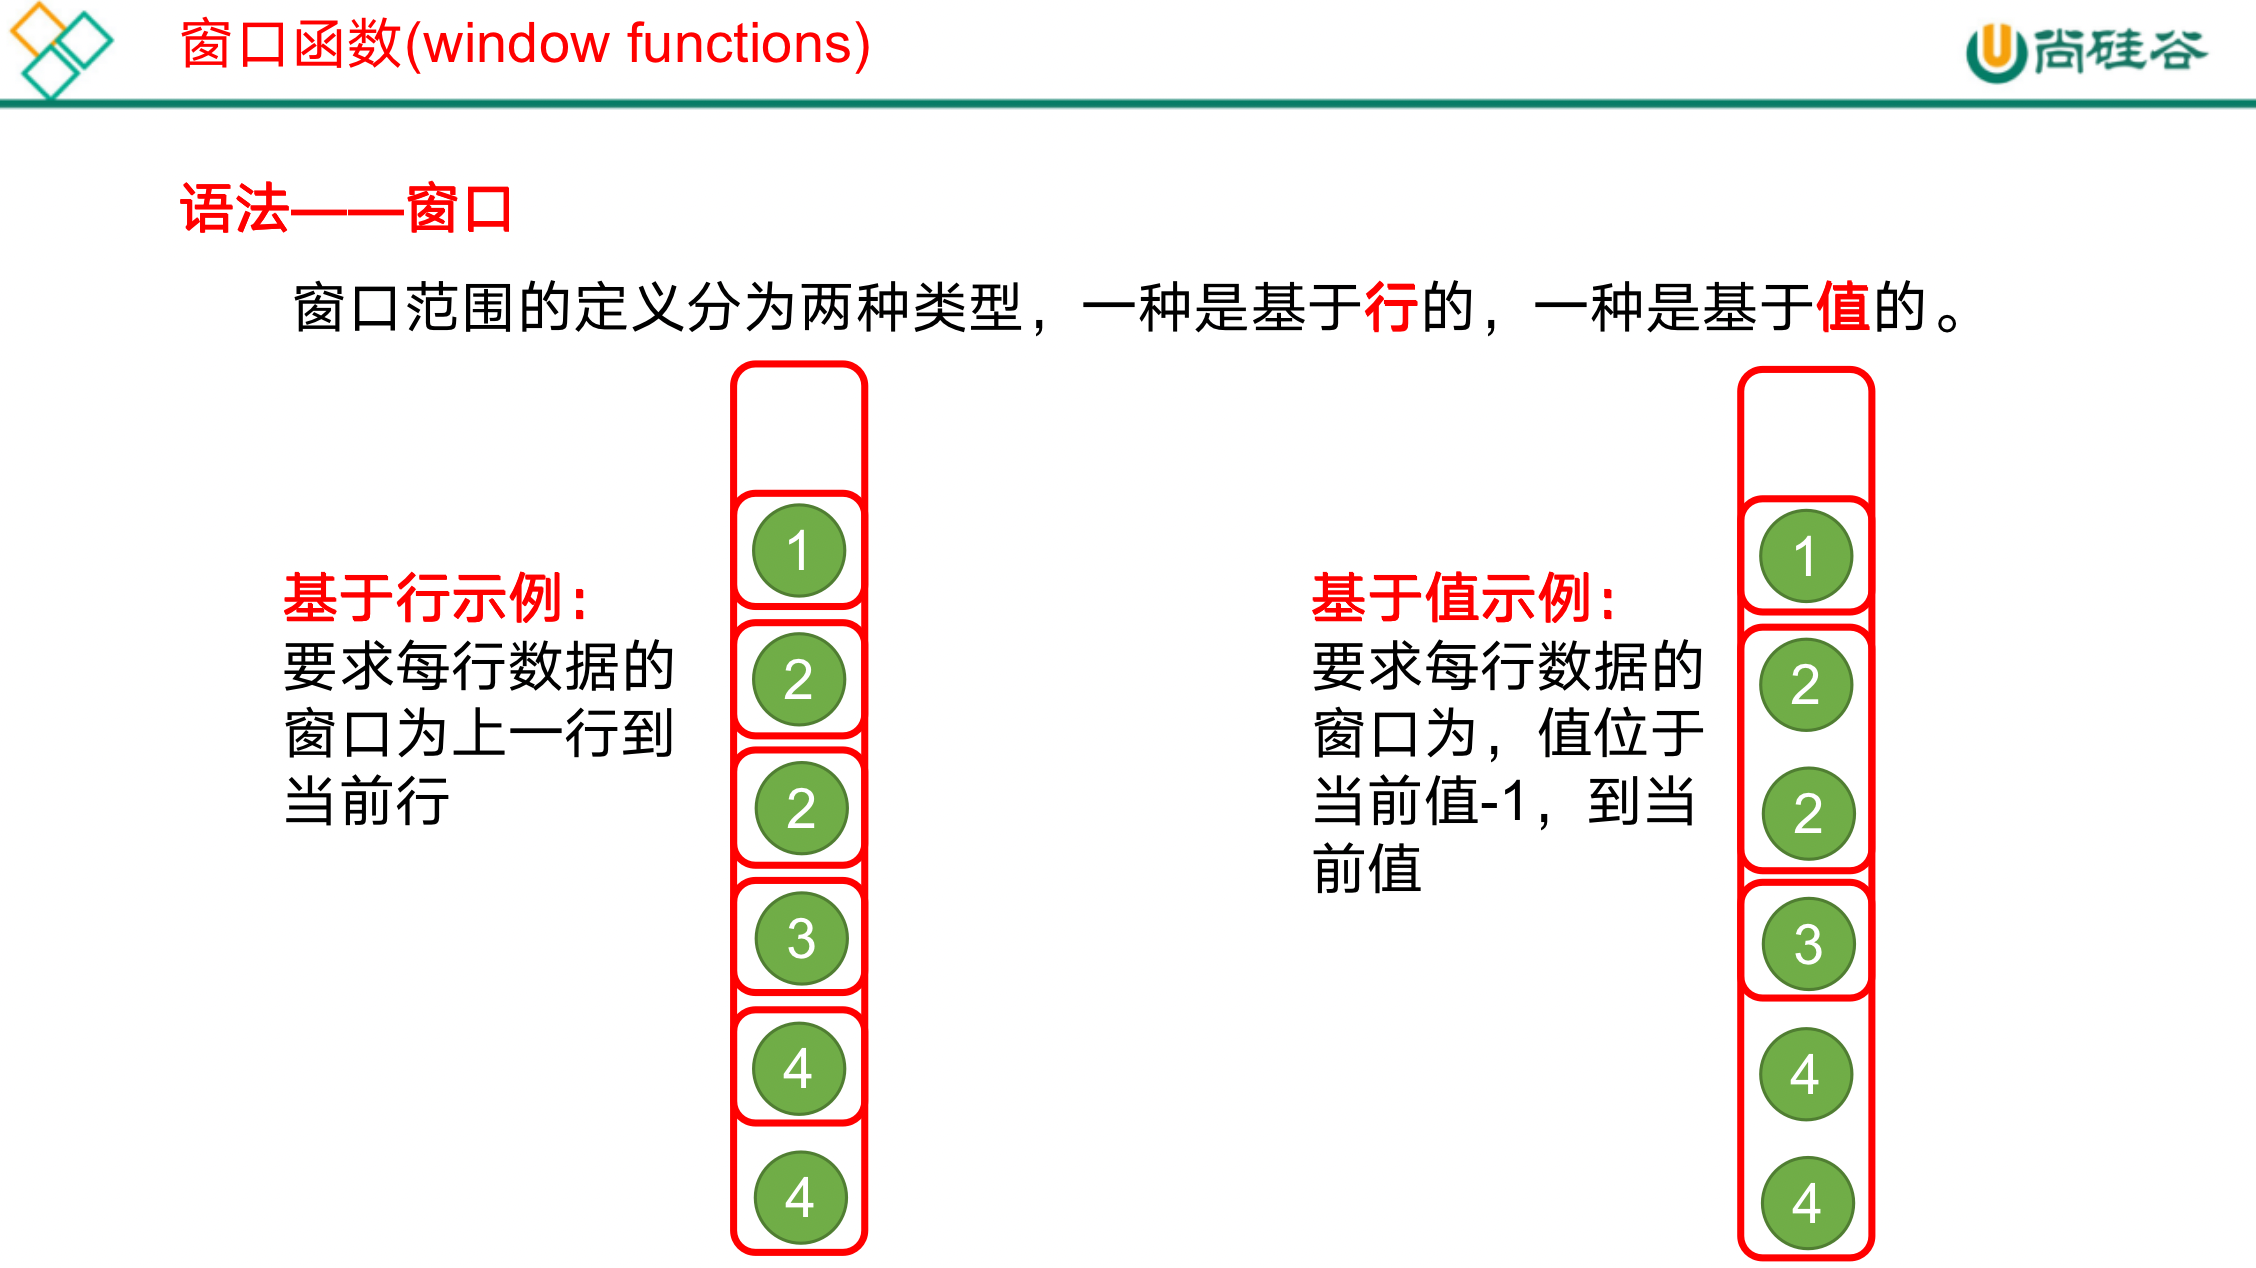 窗口函数(window functions)
尚硅谷
语法——窗口
窗口范围的定义分为两种类型，一种是基于行的，一种是基于值的。
基于行示例：
要求每行数据的
窗口为上一行到
当前行
1
2
2
3
4
4
基于值示例：
要求每行数据的
窗口为，值位于
当前值-1，到当
前值
1
2
2
3
4
4